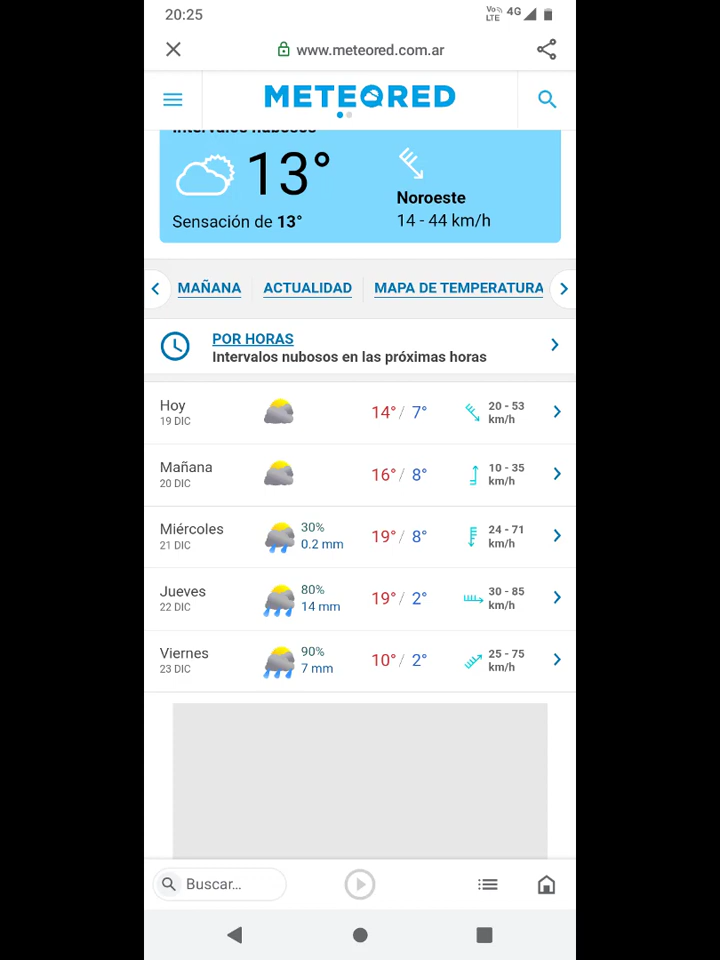 20:25
Vo LTE 4G
www.meteored.com.ar
METEORED
Intervalos nubosos
13°
Sensación de 13°
Noroeste
14 - 44 km/h
MAÑANA ACTUALIDAD MAPA DE TEMPERATURA
POR HORAS
Intervalos nubosos en las próximas horas
Hoy
19 DIC
14° / 7°
20 - 53
km/h
Mañana
20 DIC
16° / 8°
10 - 35
km/h
Miércoles
21 DIC
30%
0.2 mm
19° / 8°
24 - 71
km/h
Jueves
22 DIC
80%
14 mm
19° / 2°
30 - 85
km/h
Viernes
23 DIC
90%
7 mm
10° / 2°
25 - 75
km/h
Buscar...